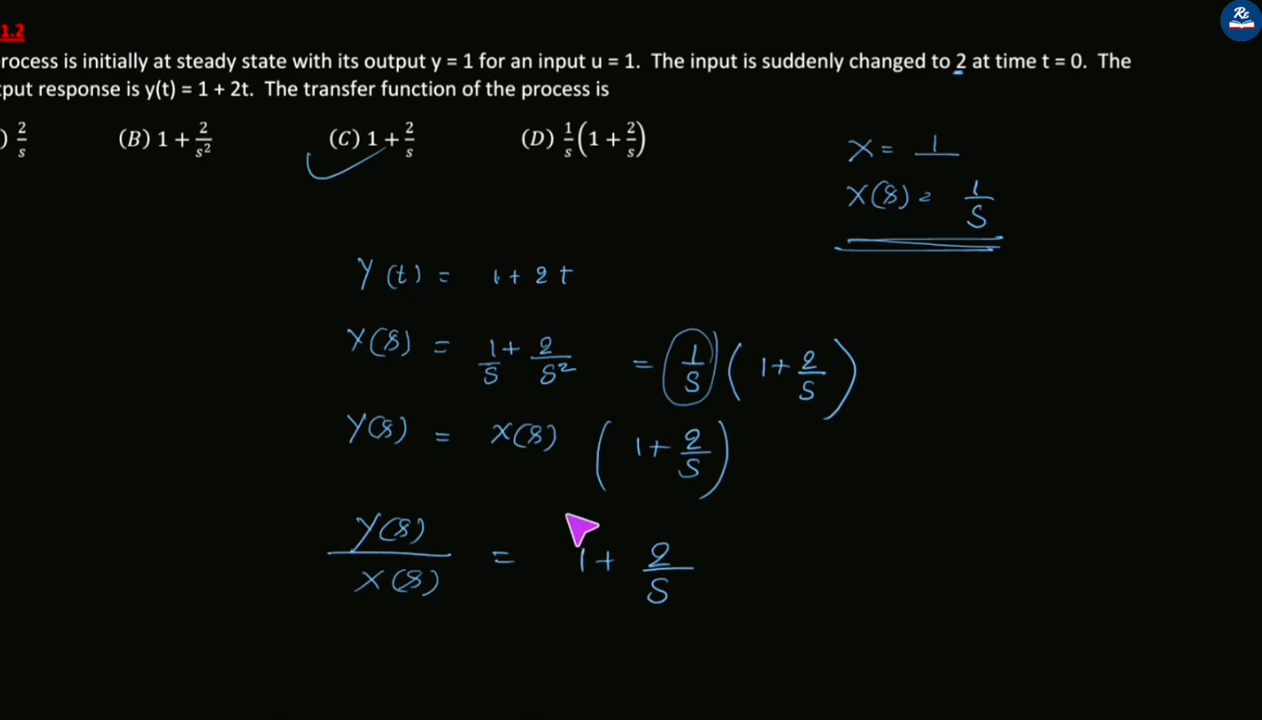 1.2
Rc
rocess is initially at steady state with its output y = 1 for an input u = 1. The input is suddenly changed to 2 at time t = 0. The
put response is y(t) = 1 + 2t. The transfer function of the process is
) 2/s (B) 1 + 2/s² (C) 1 + 2/s (D) 1/s(1 + 2/s)
X = 1
X(s) = 1/s
Y(t) = 1 + 2t
Y(s) = 1/s + 2/s² = 1/s (1 + 2/s)
Y(s) = X(s) (1 + 2/s)
Y(s)/X(s) = 1 + 2/s